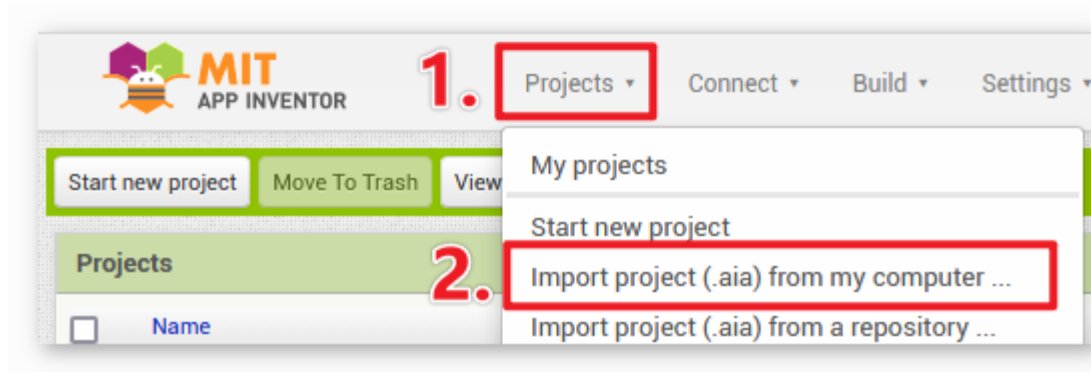 MIT
APP INVENTOR
1.
Projects
Connect
Build
Settings
My projects
Start new project
Move To Trash
View
Start new project
Projects
2.
Import project (.aia) from my computer ...
Name
Import project (.aia) from a repository ...